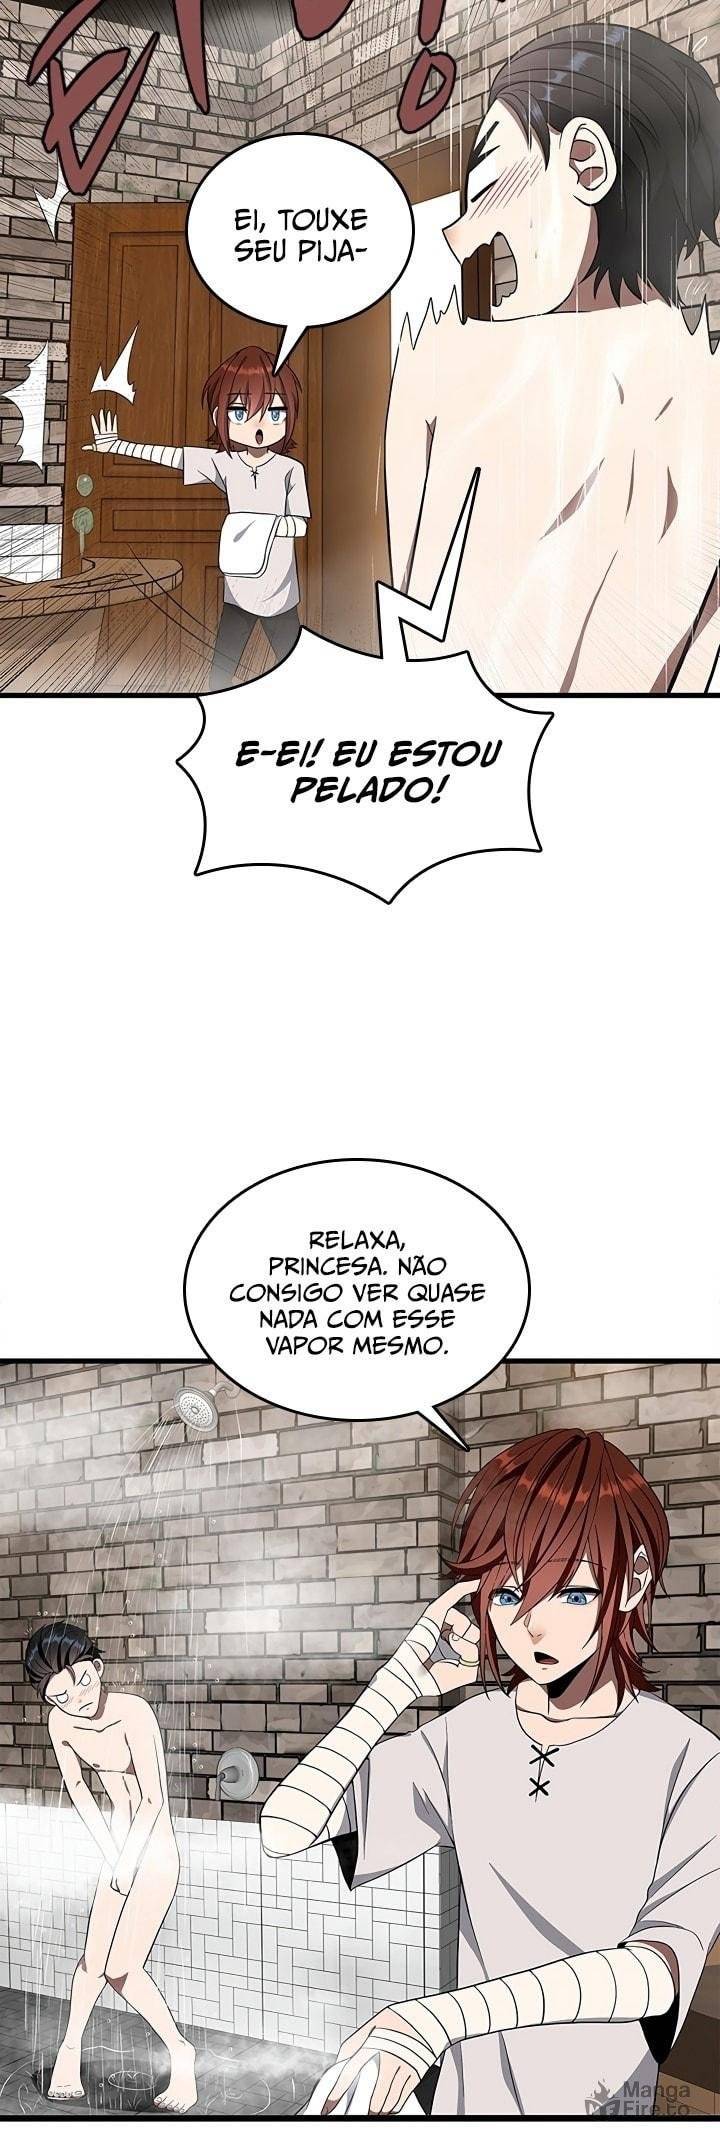 EI, TOUXE
SEU PIJA-
E-EI! EU ESTOU
PELADO!
RELAXA,
PRINCESA. NÃO
CONSIGO VER QUASE
NADA COM ESSE
VAPOR MESMO.
Manga
Fire.to